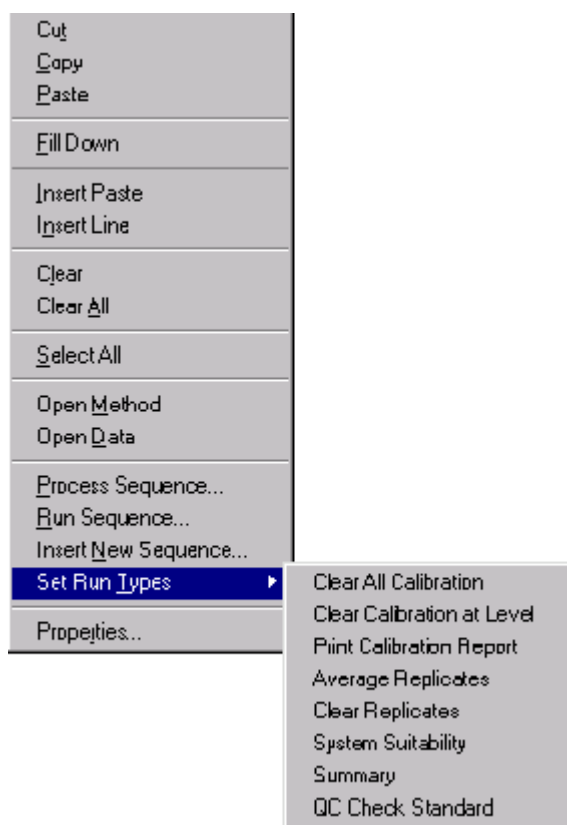 Cut
Copy
Paste
Fill Down
Insert Paste
Insert Line
Clear
Clear All
Select All
Open Method
Open Data
Process Sequence...
Run Sequence...
Insert New Sequence...
Set Run Types
Properties...
Clear All Calibration
Clear Calibration at Level
Print Calibration Report
Average Replicates
Clear Replicates
System Suitability
Summary
QC Check Standard